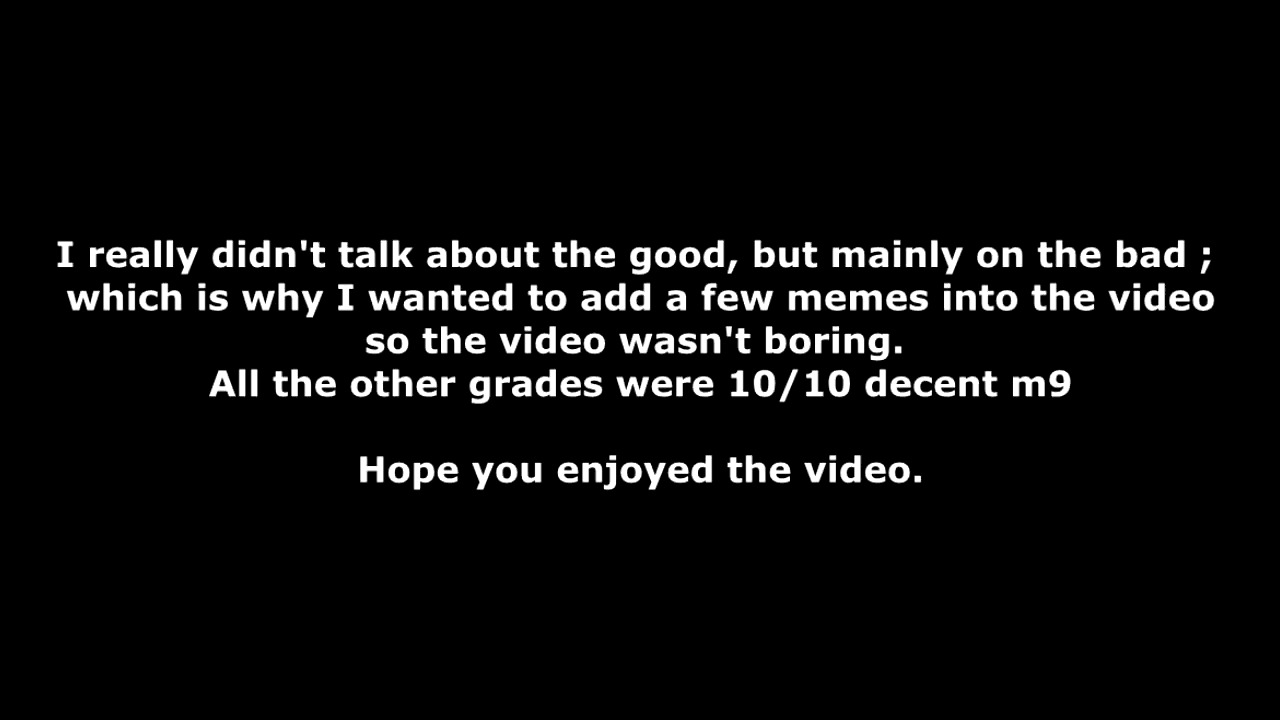 I really didn't talk about the good, but mainly on the bad ;
which is why I wanted to add a few memes into the video
so the video wasn't boring.
All the other grades were 10/10 decent m9
Hope you enjoyed the video.